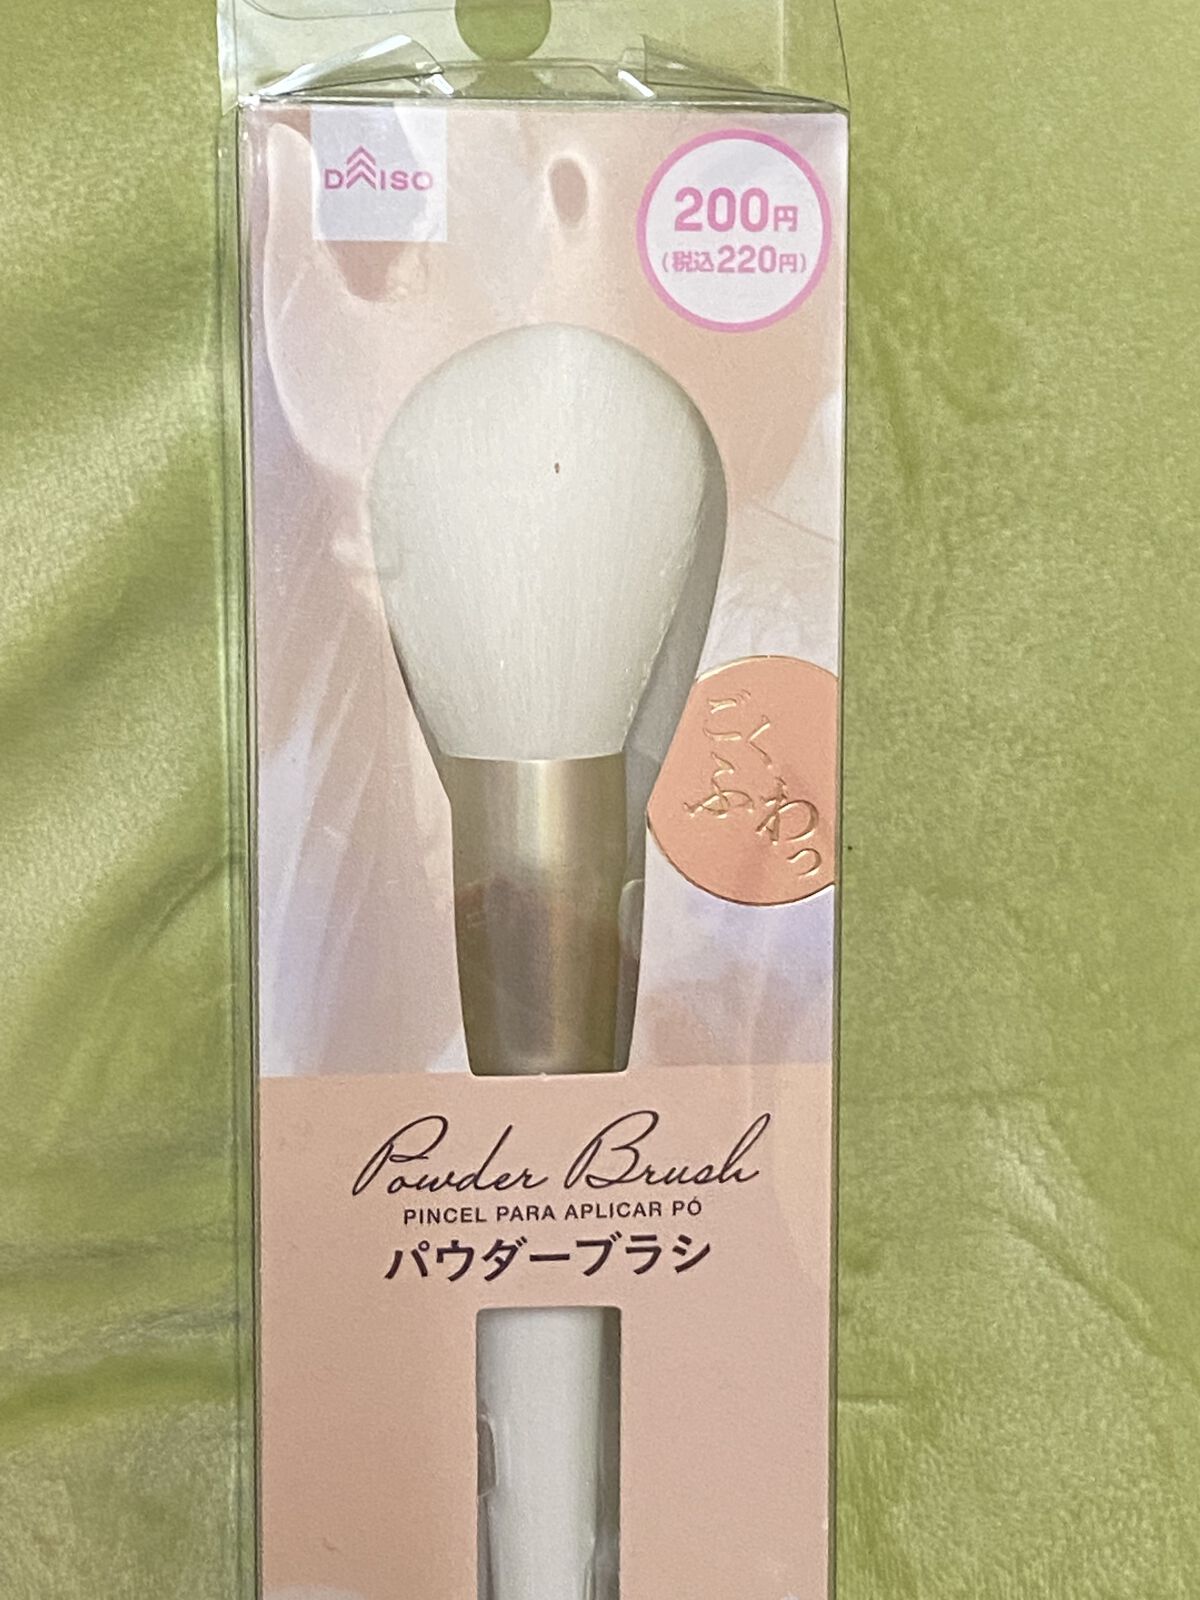 DAISO
200円
(税込220円)
ごくふわっ
Powder Brush
PINCEL PARA APLICAR PÓ
パウダーブラシ